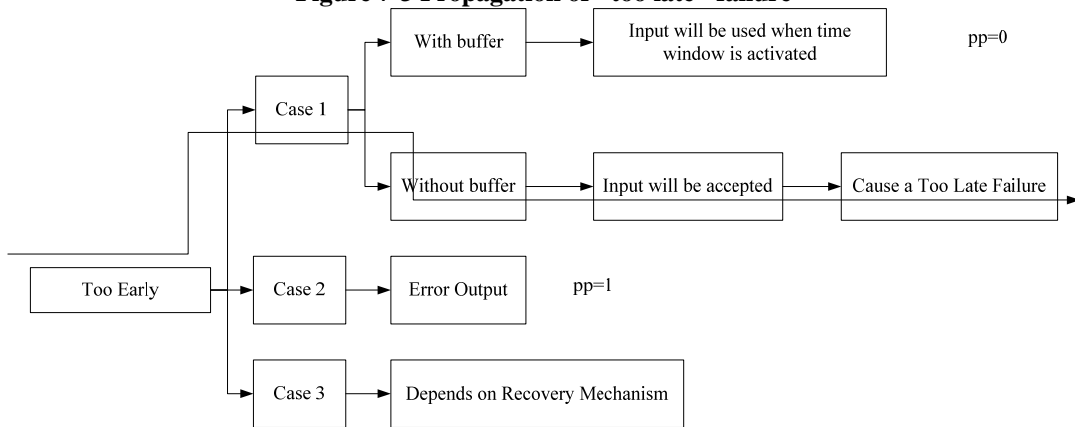 With buffer
Input will be used when time
window is activated
pp=0
Case 1
Without buffer
Input will be accepted
Cause a Too Late Failure
Too Early
Case 2
Error Output
pp=1
Case 3
Depends on Recovery Mechanism